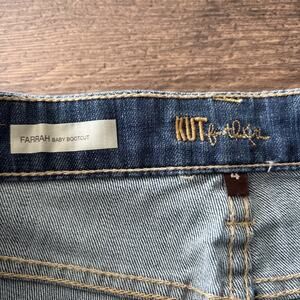 FARRAH BABY BOOTCUT
KUT from the kloth
4